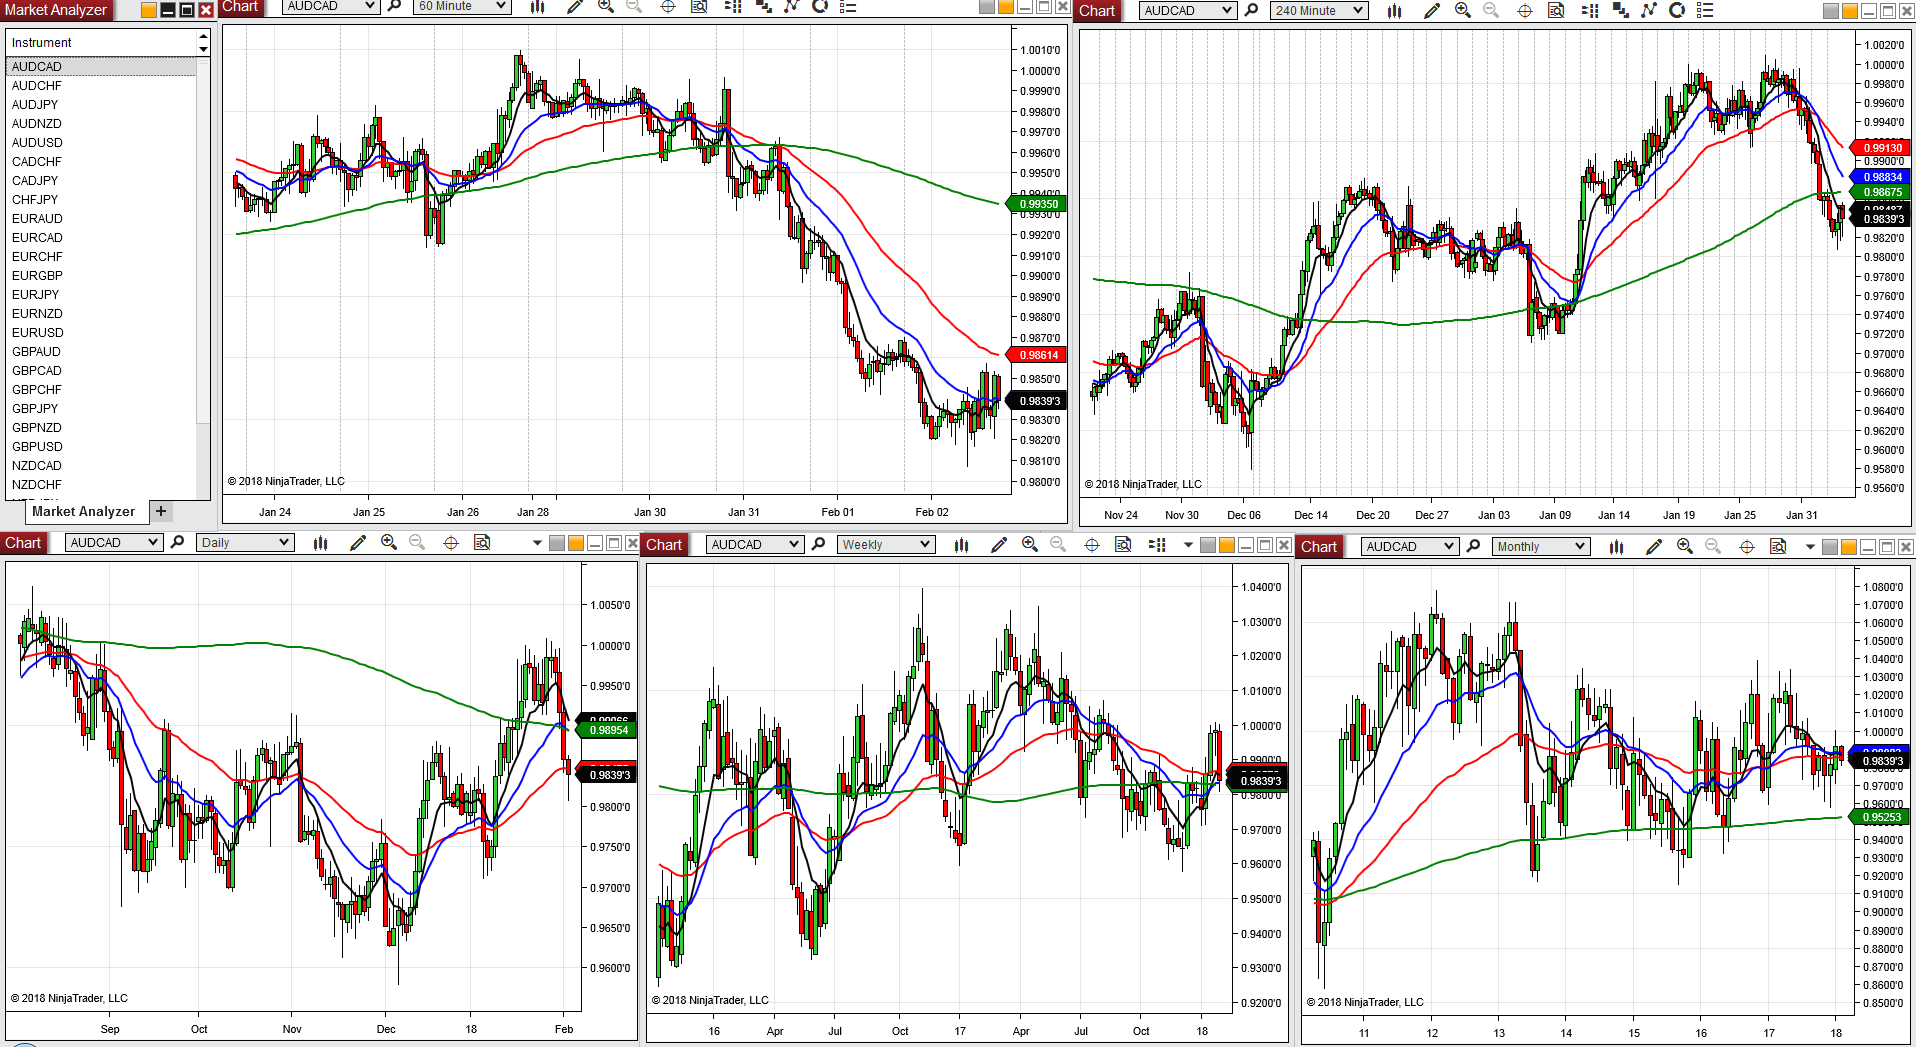 Market Analyzer
Instrument
AUDCAD
AUDCHF
AUDJPY
AUDNZD
AUDUSD
CADCHF
CADJPY
CHFJPY
EURAUD
EURCAD
EURCHF
EURGBP
EURJPY
EURNZD
EURUSD
GBPAUD
GBPCAD
GBPCHF
GBPJPY
GBPNZD
GBPUSD
NZDCAD
NZDCHF
Market Analyzer +
Chart AUDCAD 60 Minute
1.0010'0
1.0000'0
0.9990'0
0.9980'0
0.9970'0
0.9960'0
0.9950'0
0.9940'0
0.99350
0.9930'0
0.9920'0
0.9910'0
0.9900'0
0.9890'0
0.9880'0
0.9870'0
0.98614
0.9850'0
0.9839'3
0.9830'0
0.9820'0
0.9810'0
0.9800'0
© 2018 NinjaTrader, LLC
Jan 24 Jan 25 Jan 26 Jan 28 Jan 30 Jan 31 Feb 01 Feb 02
Chart AUDCAD 240 Minute
1.0020'0
1.0000'0
0.9980'0
0.9960'0
0.9940'0
0.99130
0.9900'0
0.98834
0.98675
0.9839'3
0.9820'0
0.9800'0
0.9780'0
0.9760'0
0.9740'0
0.9720'0
0.9700'0
0.9680'0
0.9660'0
0.9640'0
0.9620'0
0.9600'0
0.9580'0
0.9560'0
© 2018 NinjaTrader, LLC
Nov 24 Nov 30 Dec 06 Dec 14 Dec 20 Dec 27 Jan 03 Jan 09 Jan 14 Jan 19 Jan 25 Jan 31
Chart AUDCAD Daily
1.0050'0
1.0000'0
0.9950'0
0.98954
0.9839'3
0.9800'0
0.9750'0
0.9700'0
0.9650'0
0.9600'0
© 2018 NinjaTrader, LLC
Sep Oct Nov Dec 18 Feb
Chart AUDCAD Weekly
1.0400'0
1.0300'0
1.0200'0
1.0100'0
1.0000'0
0.9900'0
0.9839'3
0.9800'0
0.9700'0
0.9600'0
0.9500'0
0.9400'0
0.9300'0
0.9200'0
© 2018 NinjaTrader, LLC
16 Apr Jul Oct 17 Apr Jul Oct 18
Chart AUDCAD Monthly
1.0800'0
1.0700'0
1.0600'0
1.0500'0
1.0400'0
1.0300'0
1.0200'0
1.0100'0
1.0000'0
0.9839'3
0.9700'0
0.9600'0
0.95253
0.9400'0
0.9300'0
0.9200'0
0.9100'0
0.9000'0
0.8900'0
0.8800'0
0.8700'0
0.8600'0
0.8500'0
© 2018 NinjaTrader, LLC
11 12 13 14 15 16 17 18